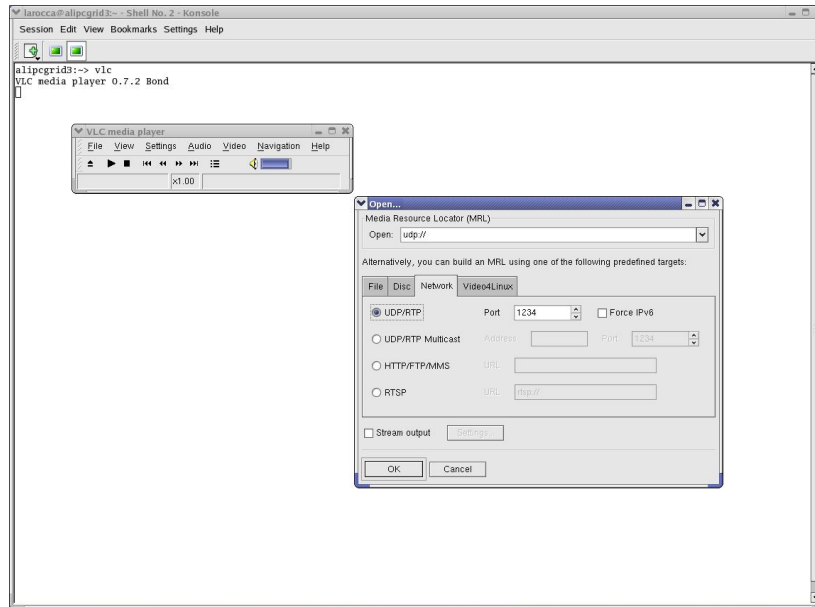 larocca@alipcgrid3:~ - Shell No. 2 - Konsole
Session Edit View Bookmarks Settings Help
alipcgrid3:~> vlc
VLC media player 0.7.2 Bond
VLC media player
File View Settings Audio Video Navigation Help
x1.00
Open...
Media Resource Locator (MRL)
Open: udp://
Alternatively, you can build an MRL using one of the following predefined targets:
File Disc Network Video4Linux
UDP/RTP Port 1234 Force IPv6
UDP/RTP Multicast Address Port 1234
HTTP/FTP/MMS URL
RTSP URL rtsp://
Stream output Settings...
OK Cancel